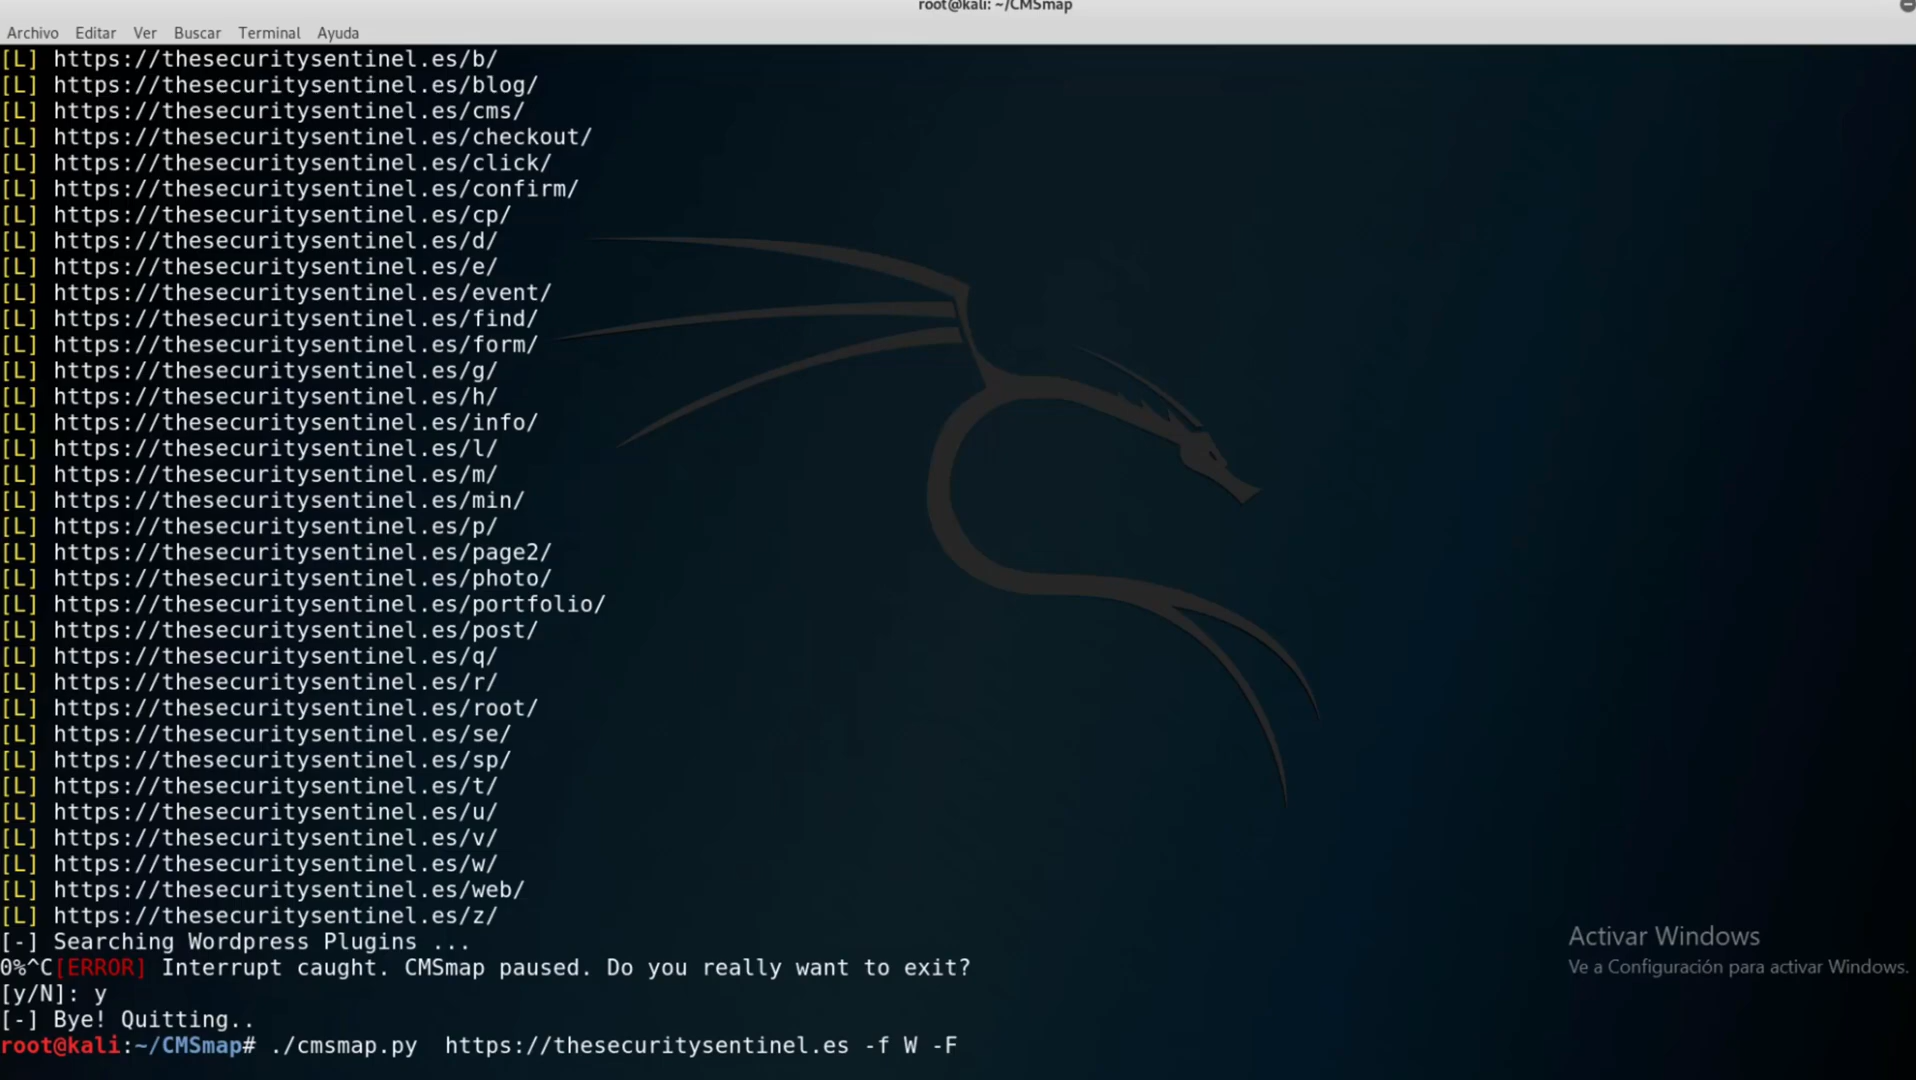 root@kali: ~/CMSmap
Archivo Editar Ver Buscar Terminal Ayuda
[L] https://thesecuritysentinel.es/b/
[L] https://thesecuritysentinel.es/blog/
[L] https://thesecuritysentinel.es/cms/
[L] https://thesecuritysentinel.es/checkout/
[L] https://thesecuritysentinel.es/click/
[L] https://thesecuritysentinel.es/confirm/
[L] https://thesecuritysentinel.es/cp/
[L] https://thesecuritysentinel.es/d/
[L] https://thesecuritysentinel.es/e/
[L] https://thesecuritysentinel.es/event/
[L] https://thesecuritysentinel.es/find/
[L] https://thesecuritysentinel.es/form/
[L] https://thesecuritysentinel.es/g/
[L] https://thesecuritysentinel.es/h/
[L] https://thesecuritysentinel.es/info/
[L] https://thesecuritysentinel.es/l/
[L] https://thesecuritysentinel.es/m/
[L] https://thesecuritysentinel.es/min/
[L] https://thesecuritysentinel.es/p/
[L] https://thesecuritysentinel.es/page2/
[L] https://thesecuritysentinel.es/photo/
[L] https://thesecuritysentinel.es/portfolio/
[L] https://thesecuritysentinel.es/post/
[L] https://thesecuritysentinel.es/q/
[L] https://thesecuritysentinel.es/r/
[L] https://thesecuritysentinel.es/root/
[L] https://thesecuritysentinel.es/se/
[L] https://thesecuritysentinel.es/sp/
[L] https://thesecuritysentinel.es/t/
[L] https://thesecuritysentinel.es/u/
[L] https://thesecuritysentinel.es/v/
[L] https://thesecuritysentinel.es/w/
[L] https://thesecuritysentinel.es/web/
[L] https://thesecuritysentinel.es/z/
[-] Searching Wordpress Plugins ...
0%^C[ERROR] Interrupt caught. CMSmap paused. Do you really want to exit?
[y/N]: y
[-] Bye! Quitting..
root@kali:~/CMSmap# ./cmsmap.py  https://thesecuritysentinel.es -f W -F
Activar Windows
Ve a Configuración para activar Windows.